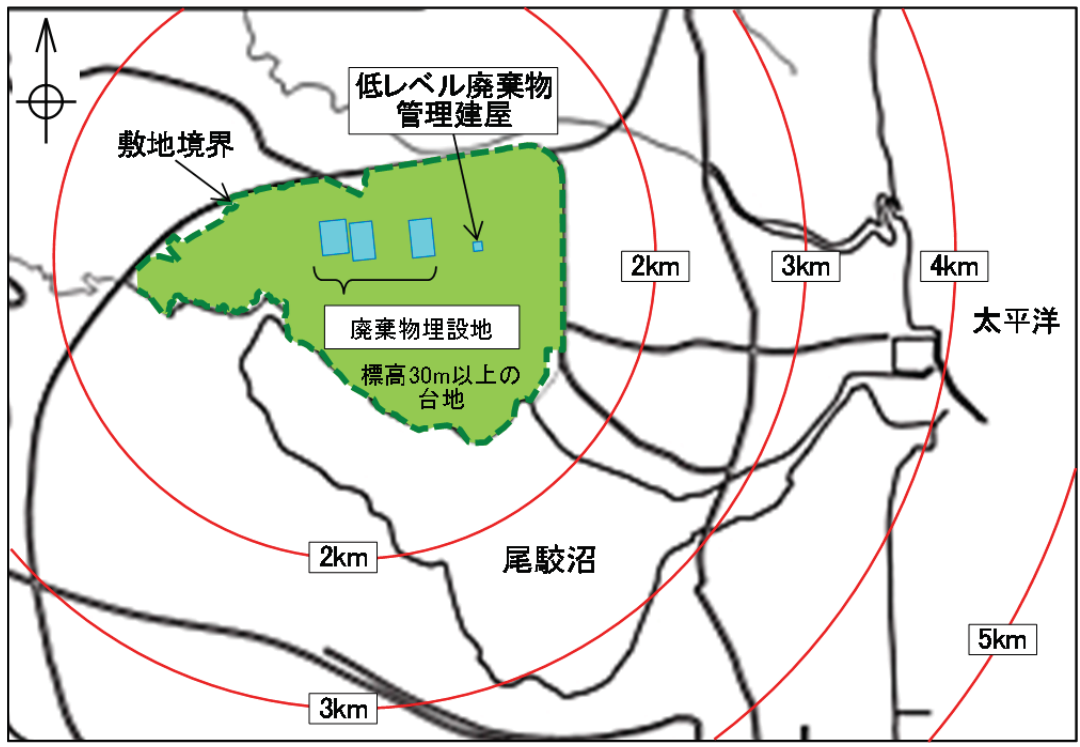 低レベル廃棄物
管理建屋
敷地境界
2km
3km
4km
太平洋
廃棄物埋設地
標高30m以上の
台地
2km
尾駮沼
5km
3km